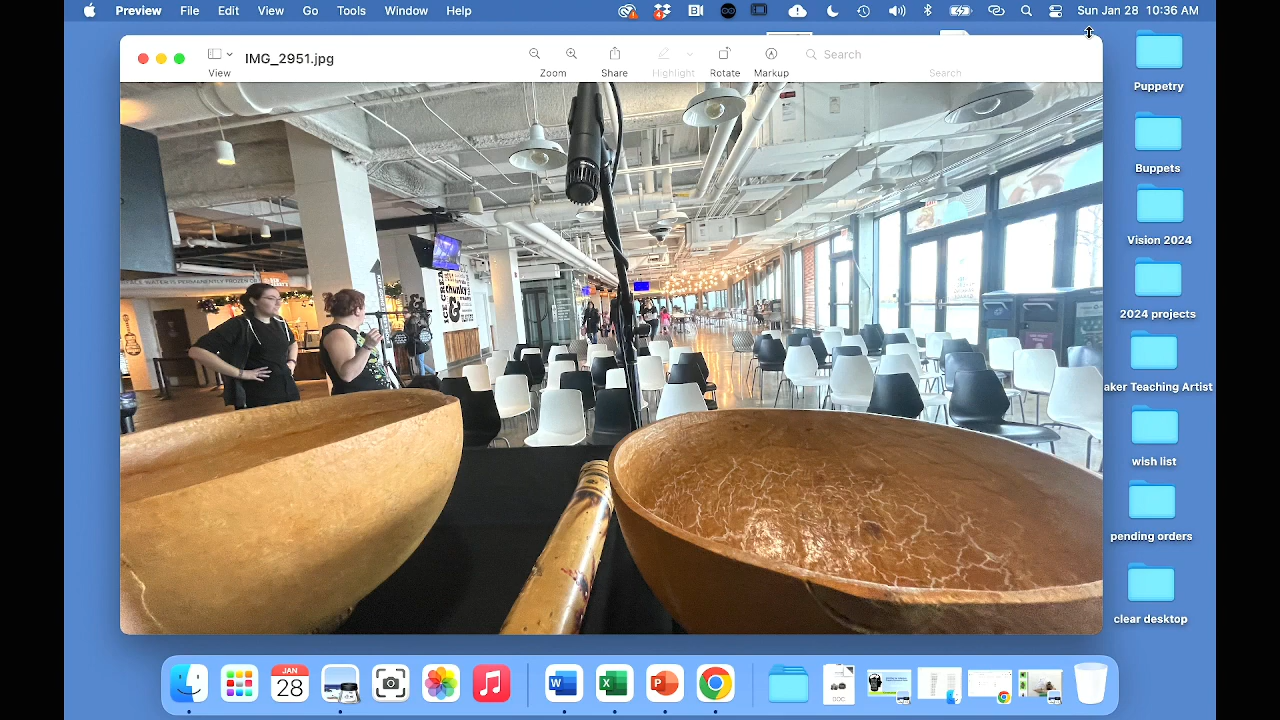 Preview File Edit View Go Tools Window Help
Sun Jan 28 10:36 AM
IMG_2951.jpg
Search
View
Zoom
Share
Highlight
Rotate
Markup
Search
Puppetry
Buppets
Vision 2024
2024 projects
aker Teaching Artist
wish list
pending orders
clear desktop
JAN
28
W
X
P